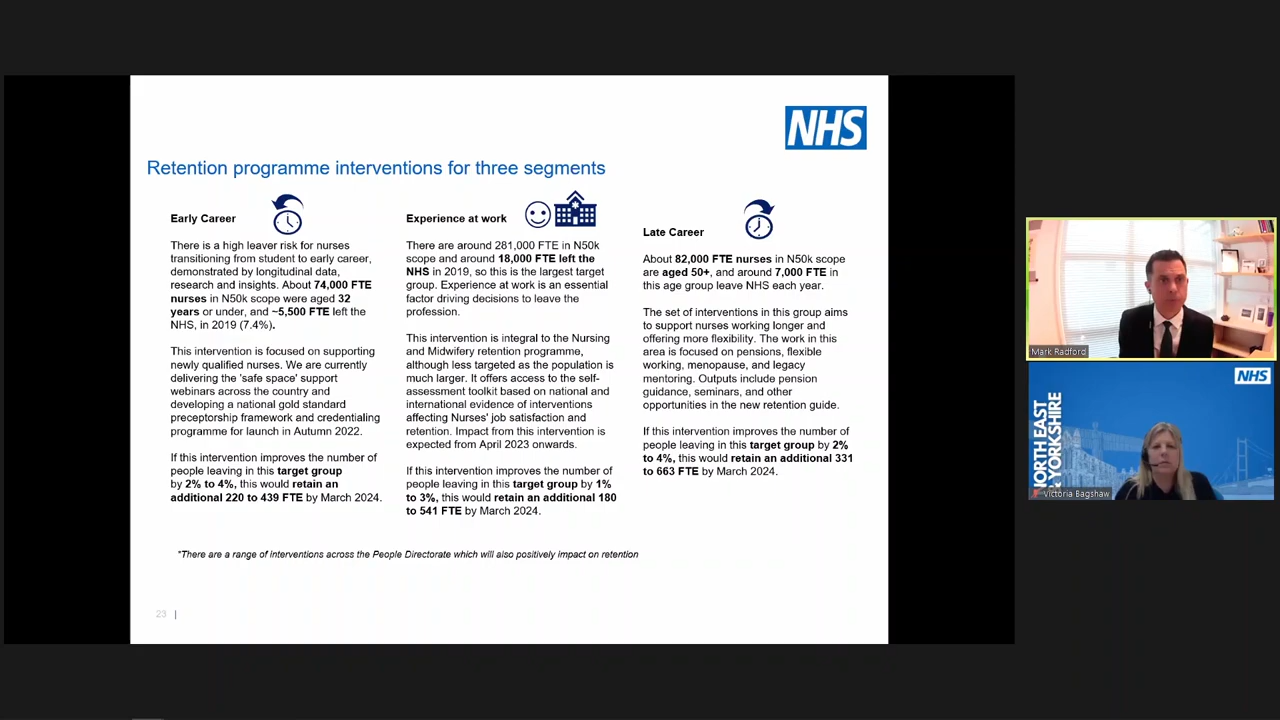 NHS
Retention programme interventions for three segments
Early Career
There is a high leaver risk for nurses
transitioning from student to early career,
demonstrated by longitudinal data,
research and insights. About 74,000 FTE
nurses in N50k scope were aged 32
years or under, and ~5,500 FTE left the
NHS, in 2019 (7.4%).
This intervention is focused on supporting
newly qualified nurses. We are currently
delivering the 'safe space' support
webinars across the country and
developing a national gold standard
preceptorship framework and credentialing
programme for launch in Autumn 2022.
If this intervention improves the number of
people leaving in this target group
by 2% to 4%, this would retain an
additional 220 to 439 FTE by March 2024.
Experience at work
There are around 281,000 FTE in N50k
scope and around 18,000 FTE left the
NHS in 2019, so this is the largest target
group. Experience at work is an essential
factor driving decisions to leave the
profession.
This intervention is integral to the Nursing
and Midwifery retention programme,
although less targeted as the population is
much larger. It offers access to the self-
assessment toolkit based on national and
international evidence of interventions
affecting Nurses' job satisfaction and
retention. Impact from this intervention is
expected from April 2023 onwards.
If this intervention improves the number of
people leaving in this target group by 1%
to 3%, this would retain an additional 180
to 541 FTE by March 2024.
Late Career
About 82,000 FTE nurses in N50k scope
are aged 50+, and around 7,000 FTE in
this age group leave NHS each year.
The set of interventions in this group aims
to support nurses working longer and
offering more flexibility. The work in this
area is focused on pensions, flexible
working, menopause, and legacy
mentoring. Outputs include pension
guidance, seminars, and other
opportunities in the new retention guide.
If this intervention improves the number of
people leaving in this target group by 2%
to 4%, this would retain an additional 331
to 663 FTE by March 2024.
*There are a range of interventions across the People Directorate which will also positively impact on retention
23 |
Mark Radford
NHS
NORTH EAST
& YORKSHIRE
Victoria Bagshaw